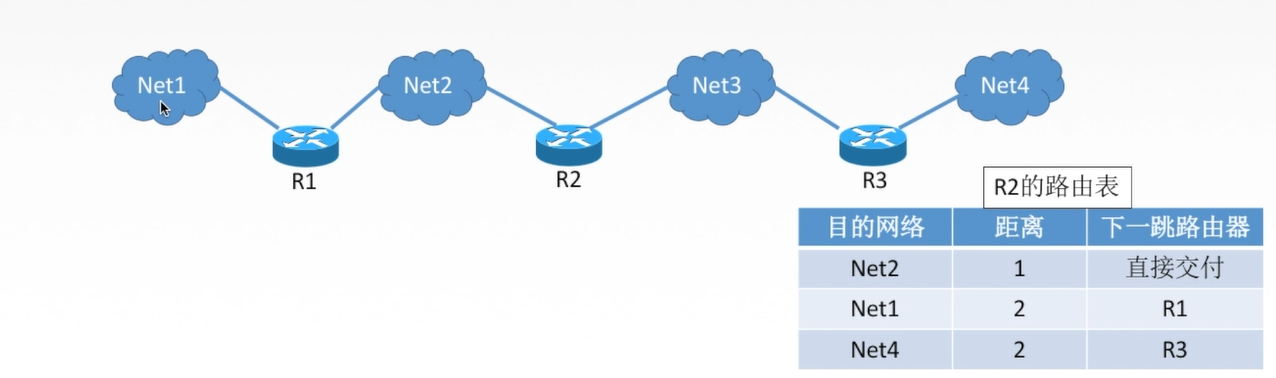 Net1
Net2
Net3
Net4
R1
R2
R3
R2的路由表
目的网络 距离 下一跳路由器
Net2 1 直接交付
Net1 2 R1
Net4 2 R3